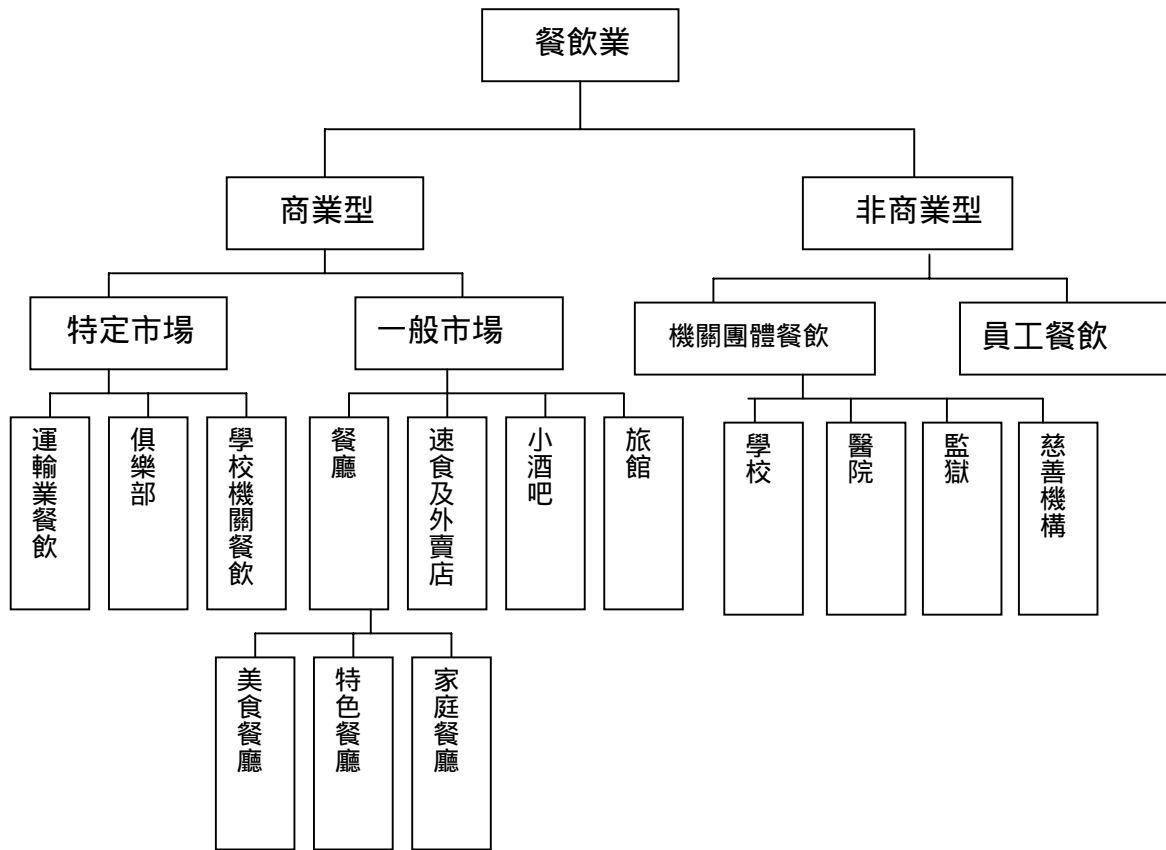 餐飲業
商業型
非商業型
特定市場
一般市場
機關團體餐飲
員工餐飲
運輸業餐飲
俱樂部
學校機關餐飲
餐廳
速食及外賣店
小酒吧
旅館
學校
醫院
監獄
慈善機構
美食餐廳
特色餐廳
家庭餐廳